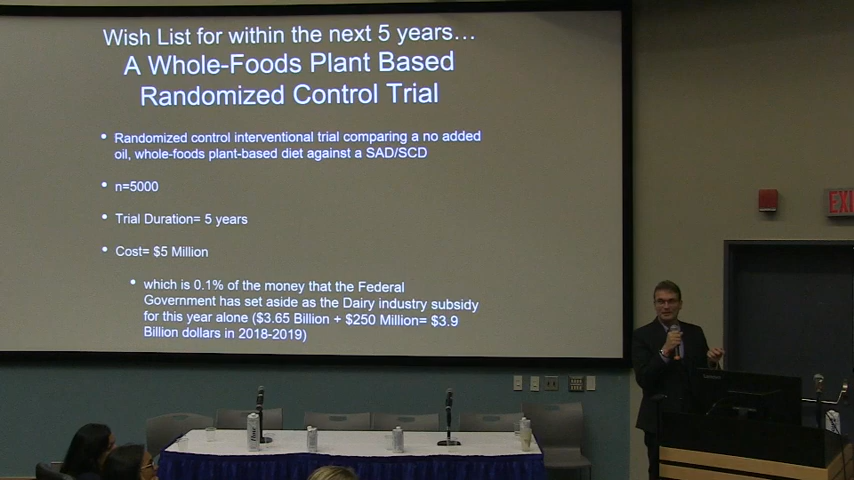 Wish List for within the next 5 years…
A Whole-Foods Plant Based
Randomized Control Trial
• Randomized control interventional trial comparing a no added
oil, whole-foods plant-based diet against a SAD/SCD
• n=5000
• Trial Duration= 5 years
• Cost= $5 Million
• which is 0.1% of the money that the Federal
Government has set aside as the Dairy industry subsidy
for this year alone ($3.65 Billion + $250 Million= $3.9
Billion dollars in 2018-2019)
EXI